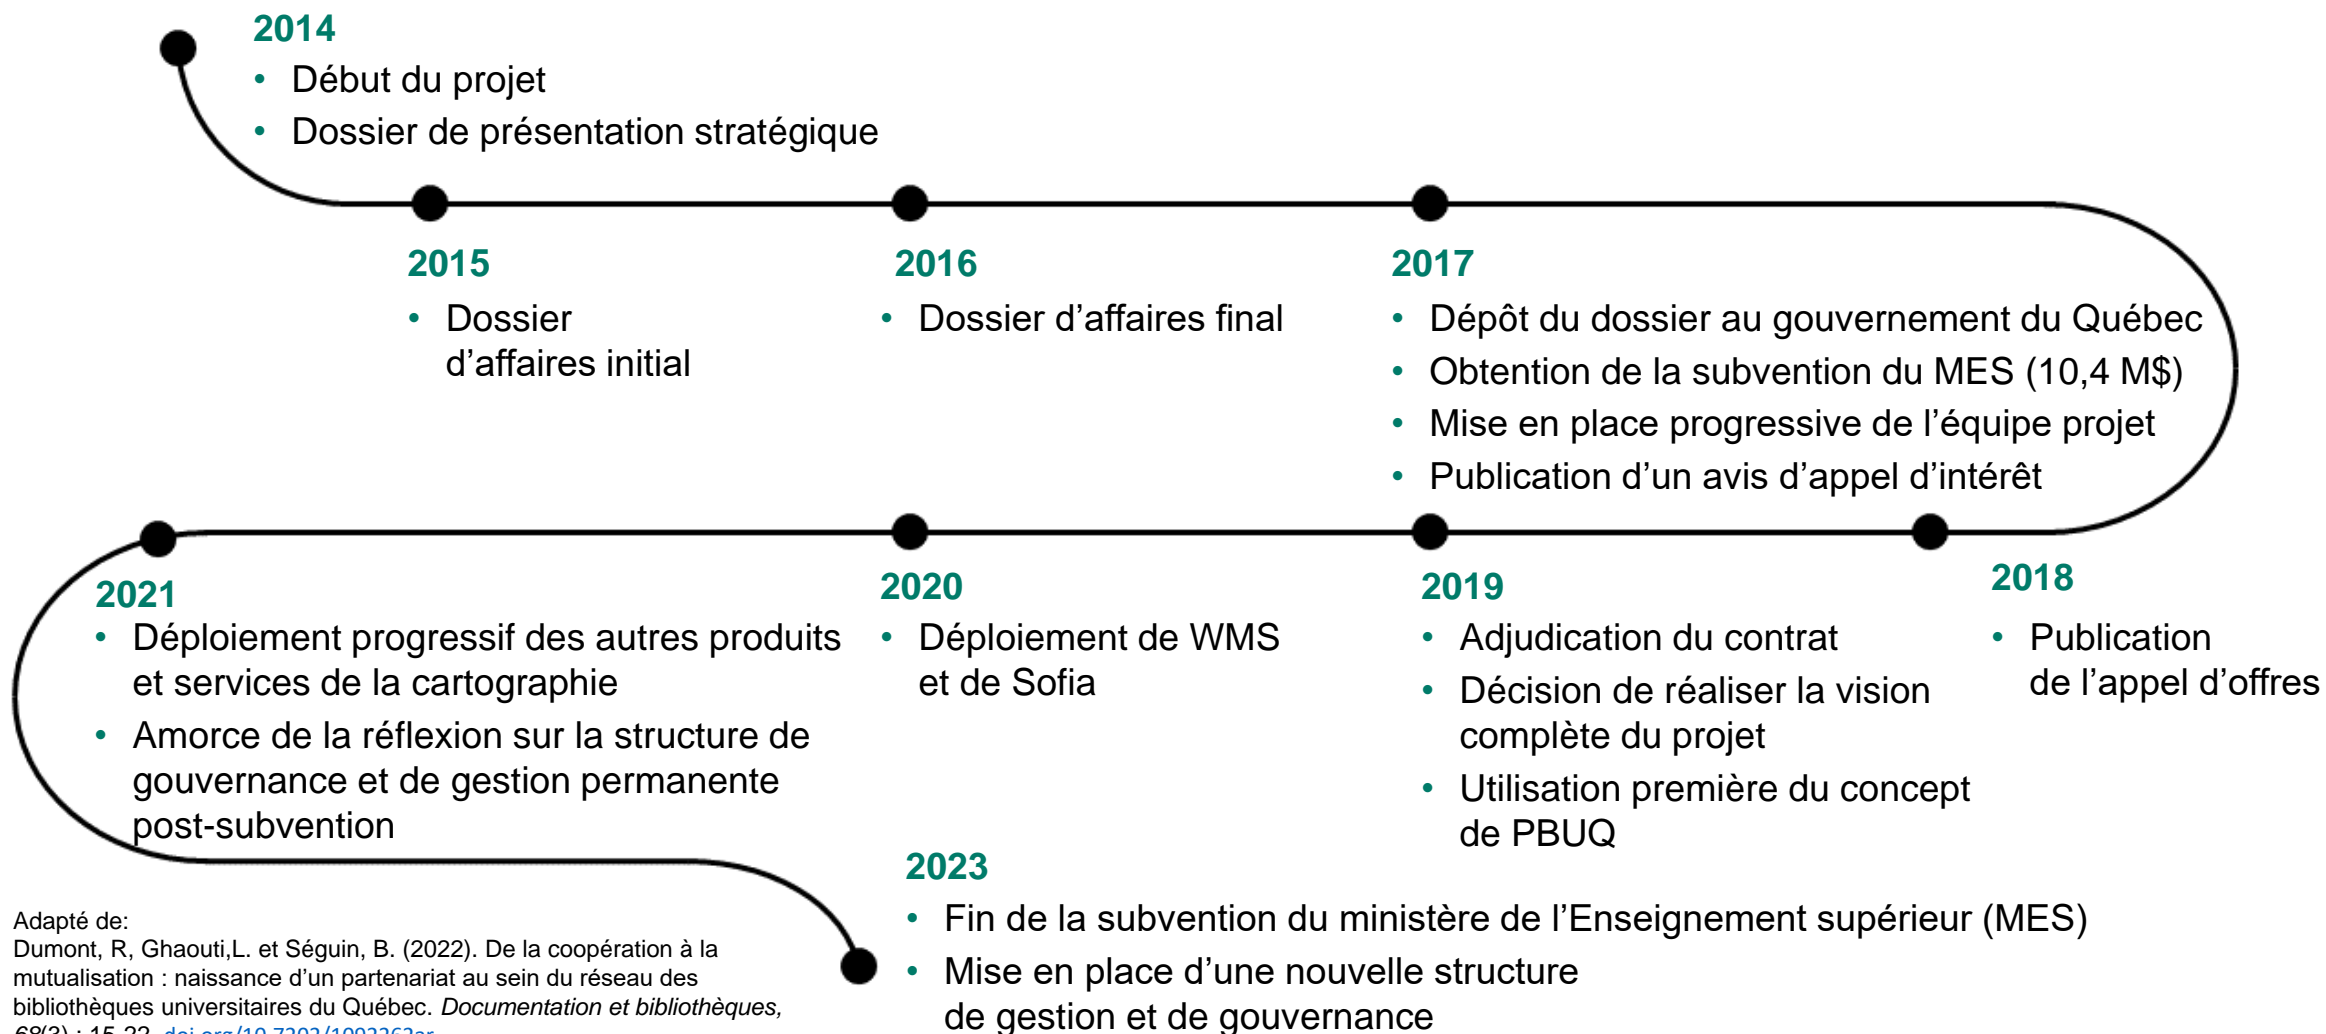 2014
• Début du projet
• Dossier de présentation stratégique
2015
• Dossier
d’affaires initial
2016
• Dossier d’affaires final
2017
• Dépôt du dossier au gouvernement du Québec
• Obtention de la subvention du MES (10,4 M$)
• Mise en place progressive de l’équipe projet
• Publication d’un avis d’appel d’intérêt
2018
• Publication
de l’appel d’offres
2019
• Adjudication du contrat
• Décision de réaliser la vision
complète du projet
• Utilisation première du concept
de PBUQ
2020
• Déploiement de WMS
et de Sofia
2021
• Déploiement progressif des autres produits
et services de la cartographie
• Amorce de la réflexion sur la structure de
gouvernance et de gestion permanente
post-subvention
2023
• Fin de la subvention du ministère de l’Enseignement supérieur (MES)
• Mise en place d’une nouvelle structure
de gestion et de gouvernance
Adapté de:
Dumont, R, Ghaouti,L. et Séguin, B. (2022). De la coopération à la
mutualisation : naissance d’un partenariat au sein du réseau des
bibliothèques universitaires du Québec. Documentation et bibliothèques,
68(3) : 15-22.